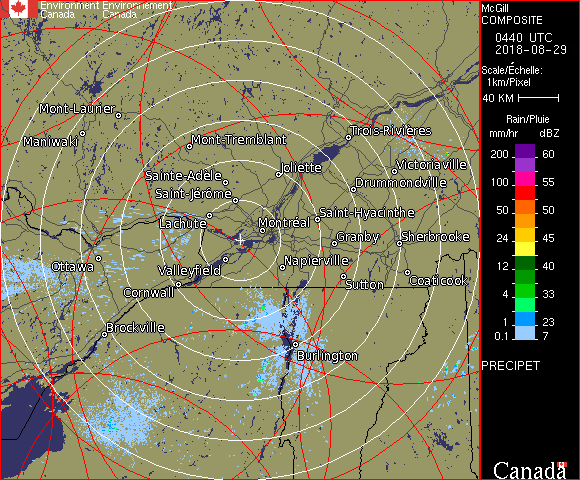 Environment Environnement
Canada Canada
Mont-Laurier
Maniwaki
Mont-Tremblant
Trois-Rivières
Victoriaville
Joliette
Sainte-Adèle
Drummondville
Saint-Jérôme
Saint-Hyacinthe
Lachute
Montréal
Granby
Sherbrooke
Ottawa
Valleyfield
Napierville
Sutton
Coaticook
Cornwall
Brockville
Burlington
McGill
COMPOSITE
0440 UTC
2018-08-29
Scale/Échelle:
1km/Pixel
40 KM
Rain/Pluie
mm/hr dBZ
200 60
55
100 55
50 50
24 45
12 40
4 33
1 23
0.1 7
PRECIPET
Canada